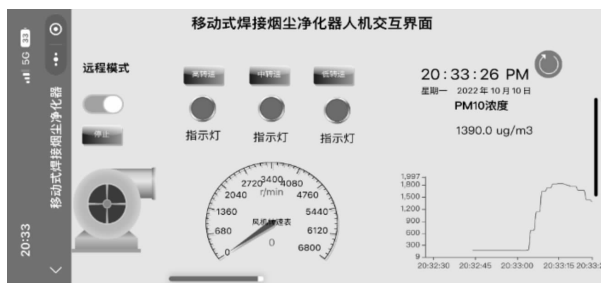 移动式焊接烟尘净化器人机交互界面
5G 33
20:33
移动式焊接烟尘净化器
远程模式
停止
高转速 中转速 低转速
指示灯 指示灯 指示灯
20:33:26 PM
星期一 2022年10月10日
PM10浓度
1390.0 ug/m3
0 680 1360 2040 2720 3400 4080 4760 5440 6120 6800
r/min
风机转速表
0
1,997
1,800
1,500
1,200
900
600
300
9
20:32:30 20:32:45 20:33:00 20:33:15 20:33:2